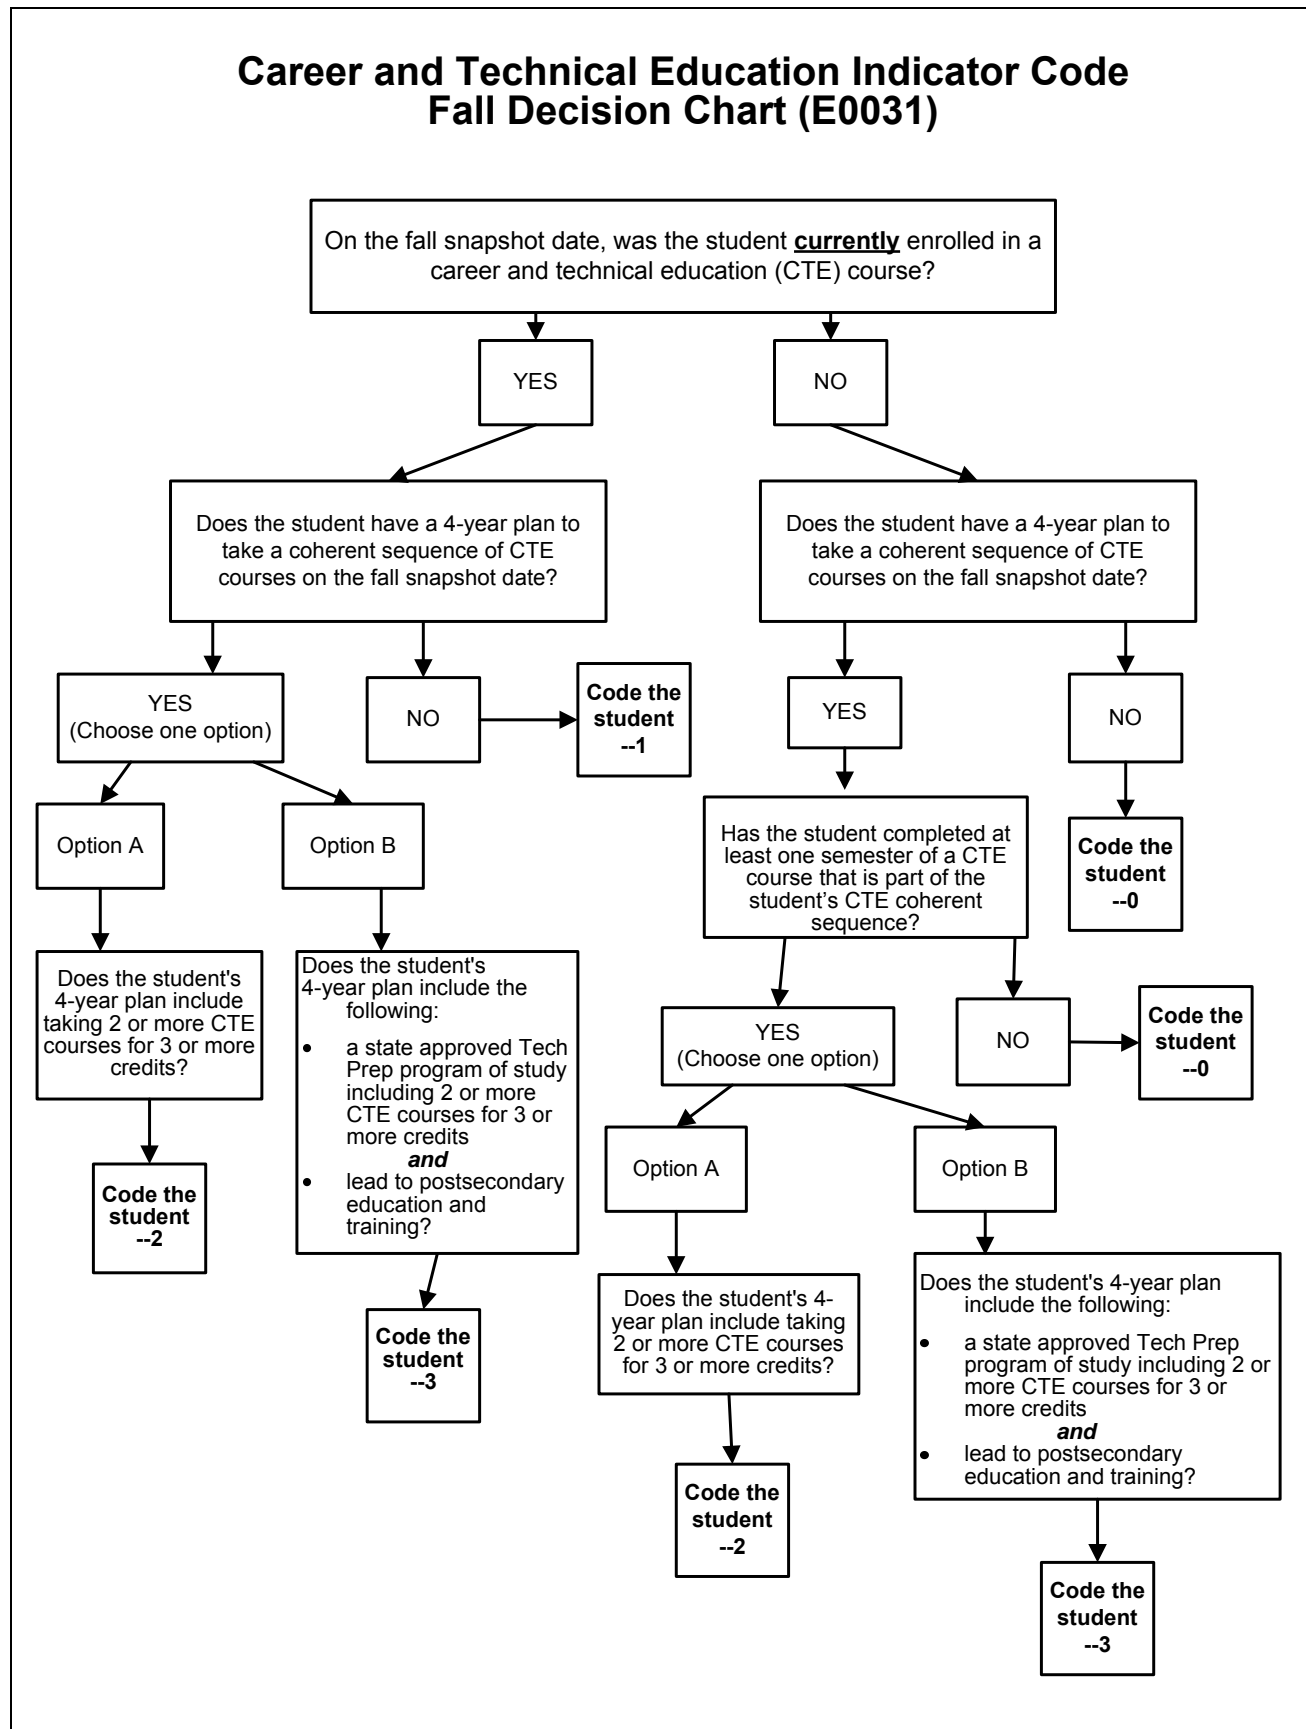 Career and Technical Education Indicator Code
Fall Decision Chart (E0031)
On the fall snapshot date, was the student currently enrolled in a
career and technical education (CTE) course?
YES
NO
Does the student have a 4-year plan to
take a coherent sequence of CTE
courses on the fall snapshot date?
Does the student have a 4-year plan to
take a coherent sequence of CTE
courses on the fall snapshot date?
YES
(Choose one option)
NO
Code the
student
--1
YES
NO
Option A
Option B
Has the student completed at
least one semester of a CTE
course that is part of the
student’s CTE coherent
sequence?
Code the
student
--0
Does the student's
4-year plan include
taking 2 or more CTE
courses for 3 or more
credits?
Does the student's
4-year plan include the
following:
• a state approved Tech
Prep program of study
including 2 or more
CTE courses for 3 or
more credits
and
• lead to postsecondary
education and
training?
YES
(Choose one option)
NO
Code the
student
--0
Code the
student
--2
Option A
Option B
Code the
student
--3
Does the student's 4-
year plan include taking
2 or more CTE courses
for 3 or more credits?
Does the student's 4-year plan
include the following:
• a state approved Tech Prep
program of study including 2 or
more CTE courses for 3 or
more credits
and
• lead to postsecondary
education and training?
Code the
student
--2
Code the
student
--3